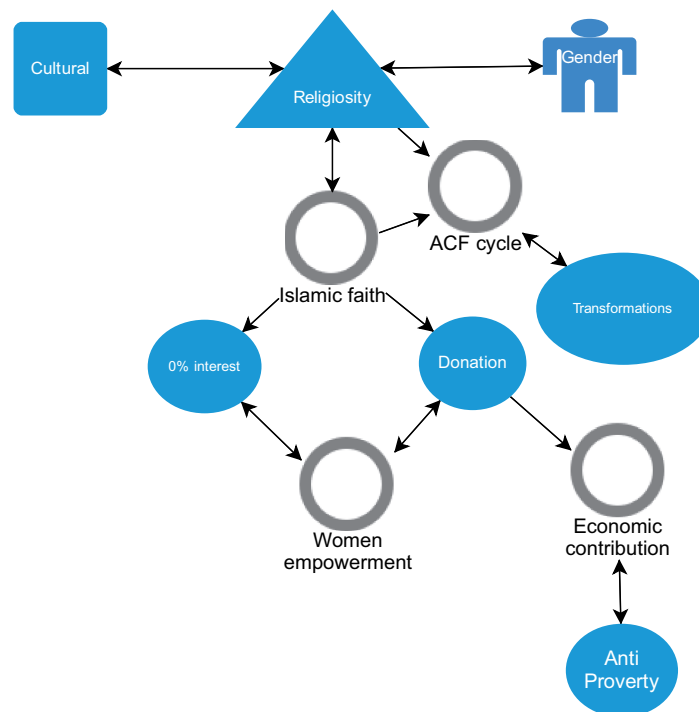 Cultural
Religiosity
Gender
ACF cycle
Islamic faith
Transformations
0% interest
Donation
Women
empowerment
Economic
contribution
Anti
Proverty